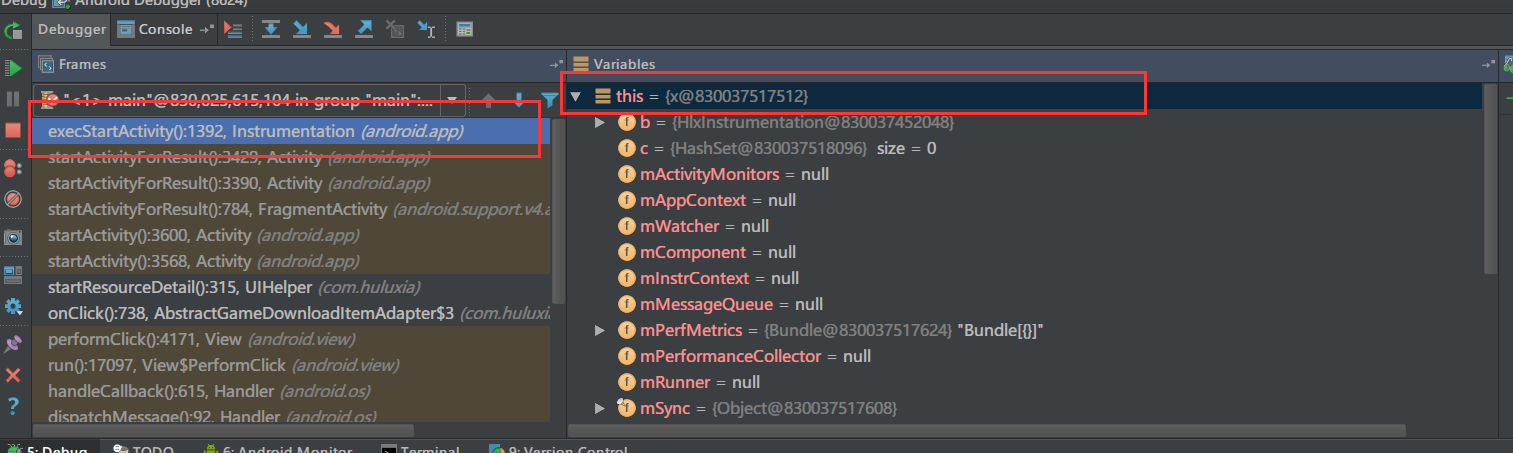 Debug Android Debugger (8624)
Debugger Console
Frames
"<1> main"@830,025,615,104 in group "main":...
execStartActivity():1392, Instrumentation (android.app)
startActivityForResult():3429, Activity (android.app)
startActivityForResult():3390, Activity (android.app)
startActivityForResult():784, FragmentActivity (android.support.v4.a
startActivity():3600, Activity (android.app)
startActivity():3568, Activity (android.app)
startResourceDetail():315, UIHelper (com.huluxia)
onClick():738, AbstractGameDownloadItemAdapter$3 (com.huluxi
performClick():4171, View (android.view)
run():17097, View$PerformClick (android.view)
handleCallback():615, Handler (android.os)
dispatchMessage():92, Handler (android.os)
Variables
this = {x@830037517512}
b = {HlxInstrumentation@830037452048}
c = {HashSet@830037518096} size = 0
mActivityMonitors = null
mAppContext = null
mWatcher = null
mComponent = null
mInstrContext = null
mMessageQueue = null
mPerfMetrics = {Bundle@830037517624} "Bundle[{}]"
mPerformanceCollector = null
mRunner = null
mSync = {Object@830037517608}
5: Debug TODO 6: Android Monitor Terminal 9: Version Control